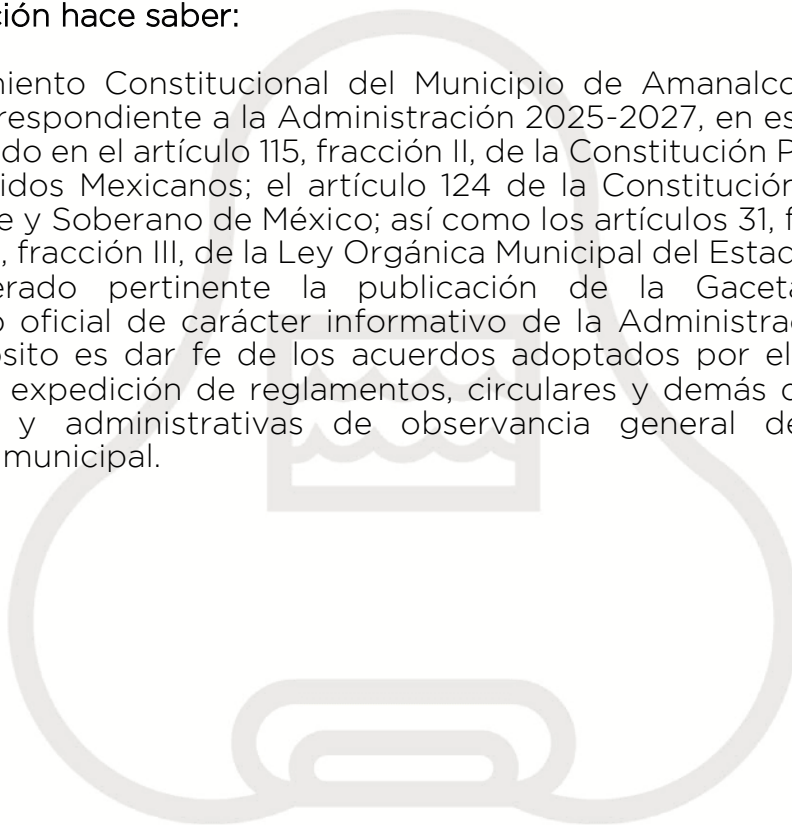 ción hace saber:
miento Constitucional del Municipio de Amanalco
respondiente a la Administración 2025-2027, en es
do en el artículo 115, fracción II, de la Constitución P
idos Mexicanos; el artículo 124 de la Constitución
e y Soberano de México; así como los artículos 31, f
, fracción III, de la Ley Orgánica Municipal del Estad
erado pertinente la publicación de la Gaceta
o oficial de carácter informativo de la Administra
ósito es dar fe de los acuerdos adoptados por el
expedición de reglamentos, circulares y demás d
y administrativas de observancia general de
municipal.